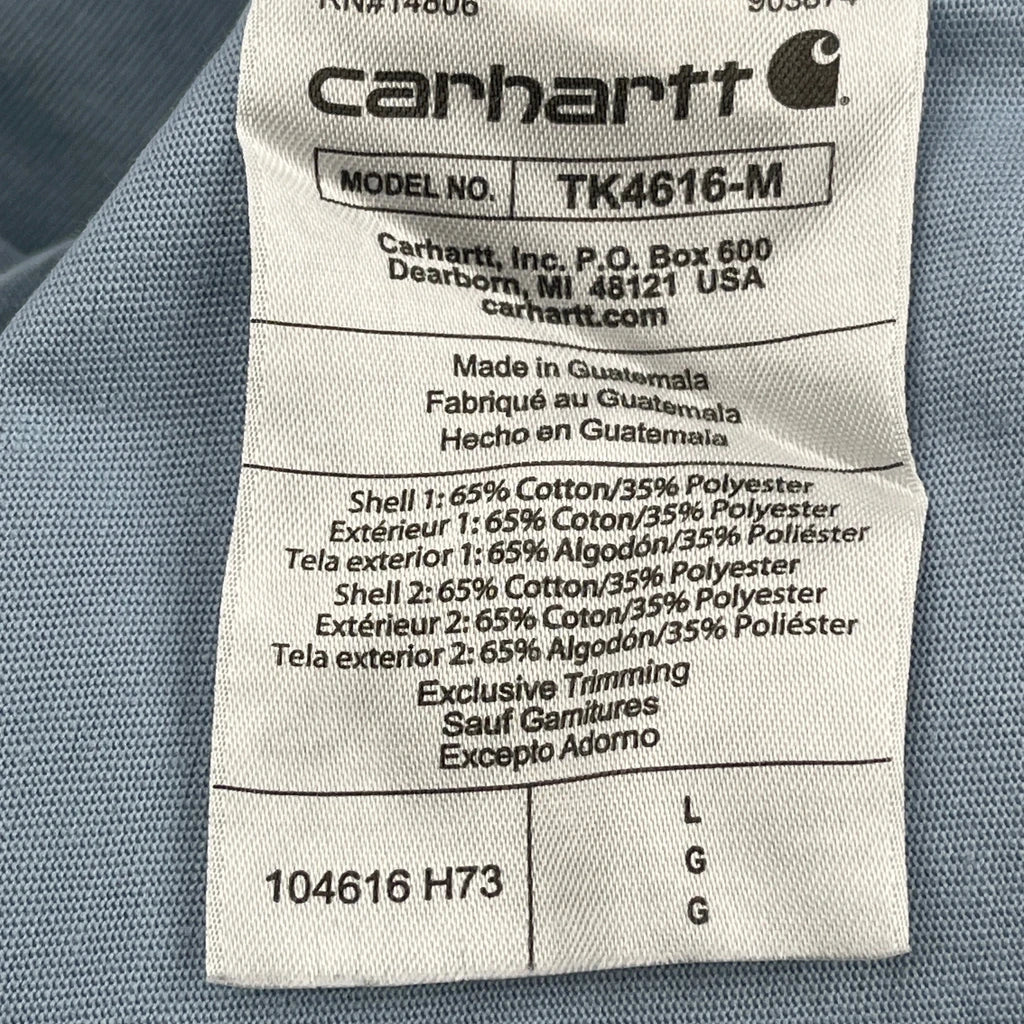 RN#14806
carhartt
MODEL NO. TK4616-M
Carhartt, Inc. P.O. Box 600
Dearborn, MI 48121 USA
carhartt.com
Made in Guatemala
Fabriqué au Guatemala
Hecho en Guatemala
Shell 1: 65% Cotton/35% Polyester
Extérieur 1: 65% Coton/35% Polyester
Tela exterior 1: 65% Algodón/35% Poliéster
Shell 2: 65% Cotton/35% Polyester
Extérieur 2: 65% Coton/35% Polyester
Tela exterior 2: 65% Algodón/35% Poliéster
Exclusive Trimming
Sauf Garnitures
Excepto Adorno
104616 H73
L
G
G